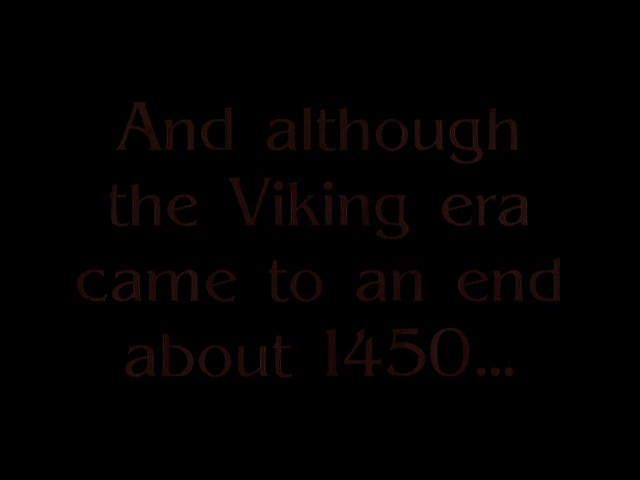 And although
the Viking era
came to an end
about 1450...